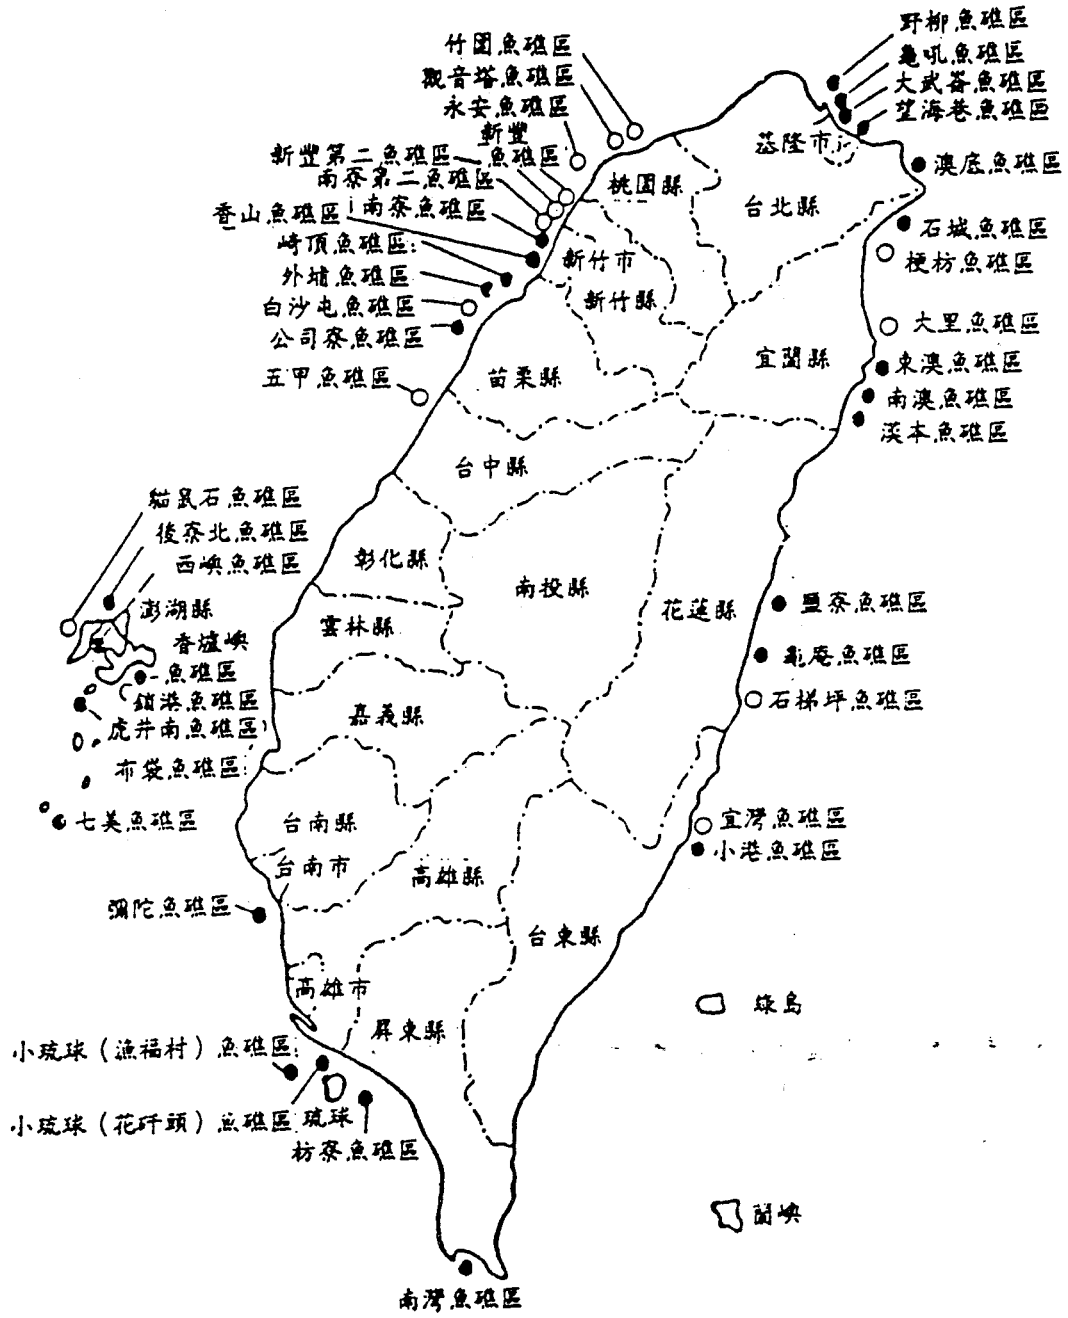 野柳魚礁區
龜吼魚礁區
大武崙魚礁區
望海巷魚礁區
竹圍魚礁區
觀音塔魚礁區
永安魚礁區
新豐
魚礁區
新豐第二魚礁區
南寮第二魚礁區
南寮魚礁區
香山魚礁區
崎頂魚礁區
外埔魚礁區
白沙屯魚礁區
公司寮魚礁區
五甲魚礁區
基隆市
澳底魚礁區
桃園縣
台北縣
石城魚礁區
梗枋魚礁區
新竹市
新竹縣
大里魚礁區
宜蘭縣
東澳魚礁區
苗栗縣
南澳魚礁區
漢本魚礁區
台中縣
貓鼠石魚礁區
後寮北魚礁區
西嶼魚礁區
彰化縣
南投縣
花蓮縣
鹽寮魚礁區
澎湖縣
雲林縣
香爐嶼
魚礁區
龜庵魚礁區
鎖港魚礁區
石梯坪魚礁區
虎井南魚礁區
嘉義縣
布袋魚礁區
七美魚礁區
台南縣
宜灣魚礁區
小港魚礁區
台南市
高雄縣
彌陀魚礁區
台東縣
高雄市
綠島
屏東縣
小琉球（漁福村）魚礁區
小琉球（花矸頭）魚礁區
琉球
枋寮魚礁區
蘭嶼
南灣魚礁區